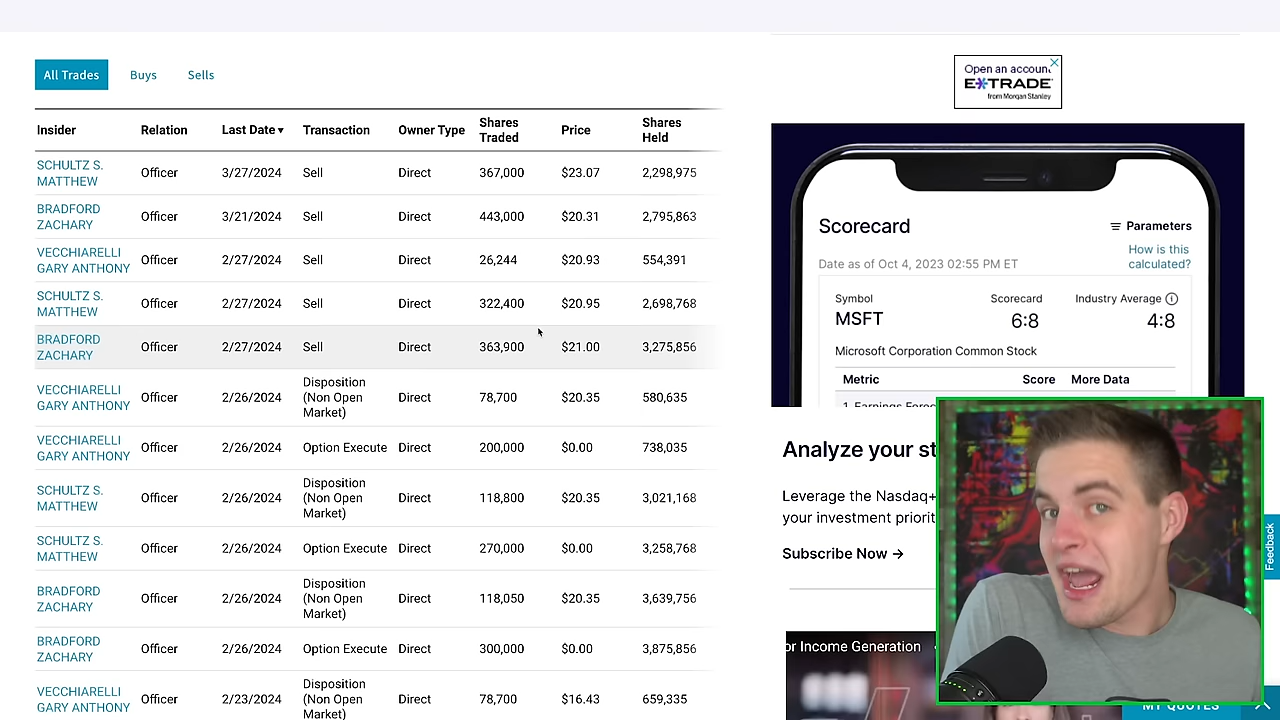 All Trades Buys Sells
Insider Relation Last Date▼ Transaction Owner Type Shares Traded Price Shares Held
SCHULTZ S. MATTHEW Officer 3/27/2024 Sell Direct 367,000 $23.07 2,298,975
BRADFORD ZACHARY Officer 3/21/2024 Sell Direct 443,000 $20.31 2,795,863
VECCHIARELLI GARY ANTHONY Officer 2/27/2024 Sell Direct 26,244 $20.93 554,391
SCHULTZ S. MATTHEW Officer 2/27/2024 Sell Direct 322,400 $20.95 2,698,768
BRADFORD ZACHARY Officer 2/27/2024 Sell Direct 363,900 $21.00 3,275,856
VECCHIARELLI GARY ANTHONY Officer 2/26/2024 Disposition (Non Open Market) Direct 78,700 $20.35 580,635
VECCHIARELLI GARY ANTHONY Officer 2/26/2024 Option Execute Direct 200,000 $0.00 738,035
SCHULTZ S. MATTHEW Officer 2/26/2024 Disposition (Non Open Market) Direct 118,800 $20.35 3,021,168
SCHULTZ S. MATTHEW Officer 2/26/2024 Option Execute Direct 270,000 $0.00 3,258,768
BRADFORD ZACHARY Officer 2/26/2024 Disposition (Non Open Market) Direct 118,050 $20.35 3,639,756
BRADFORD ZACHARY Officer 2/26/2024 Option Execute Direct 300,000 $0.00 3,875,856
VECCHIARELLI GARY ANTHONY Officer 2/23/2024 Disposition (Non Open Market) Direct 78,700 $16.43 659,335
Open an account
E*TRADE
from Morgan Stanley
Scorecard
Parameters
How is this
calculated?
Date as of Oct 4, 2023 02:55 PM ET
Symbol Scorecard Industry Average
MSFT 6:8 4:8
Microsoft Corporation Common Stock
Metric Score More Data
1. Earnings
Analyze your
Leverage the Nasdaq+
your investment
Subscribe Now →
or Income Generation
Feedback
MY QUOTES